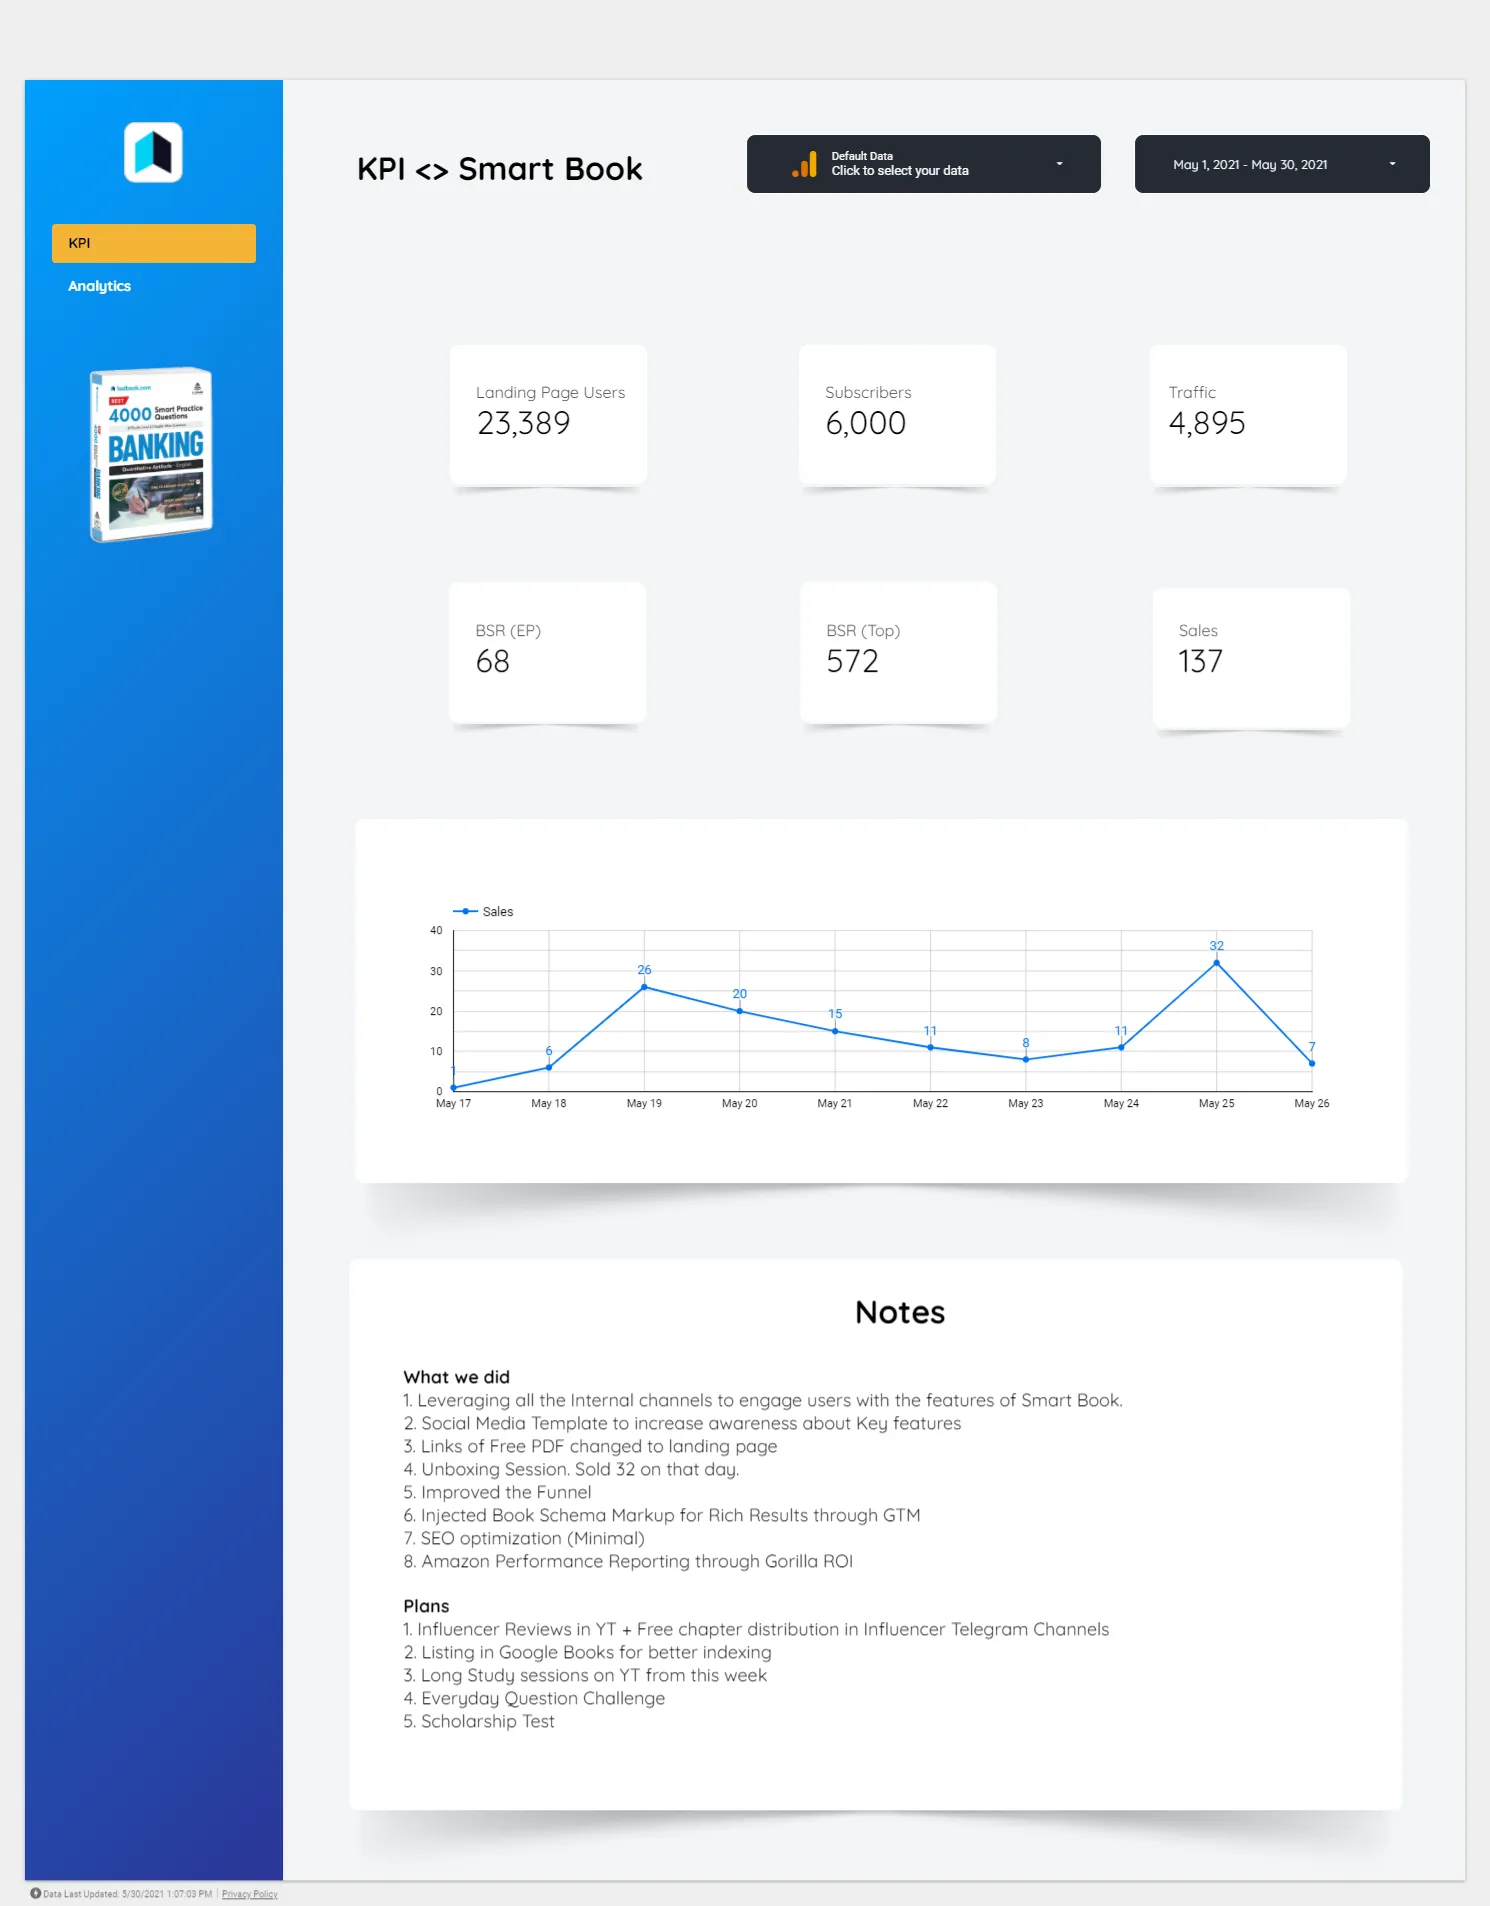 KPI <> Smart Book
Default Data
Click to select your data
May 1, 2021 - May 30, 2021
KPI
Analytics
testbook.com
BEST
4000 Smart Practice Questions
BANKING
Quantitative Aptitude - English
Landing Page Users
23,389
Subscribers
6,000
Traffic
4,895
BSR (EP)
68
BSR (Top)
572
Sales
137
Sales
40
30
20
10
0
1
6
26
20
15
11
8
11
32
7
May 17
May 18
May 19
May 20
May 21
May 22
May 23
May 24
May 25
May 26
Notes
What we did
1. Leveraging all the Internal channels to engage users with the features of Smart Book.
2. Social Media Template to increase awareness about Key features
3. Links of Free PDF changed to landing page
4. Unboxing Session. Sold 32 on that day.
5. Improved the Funnel
6. Injected Book Schema Markup for Rich Results through GTM
7. SEO optimization (Minimal)
8. Amazon Performance Reporting through Gorilla ROI
Plans
1. Influencer Reviews in YT + Free chapter distribution in Influencer Telegram Channels
2. Listing in Google Books for better indexing
3. Long Study sessions on YT from this week
4. Everyday Question Challenge
5. Scholarship Test
Data Last Updated: 5/30/2021 1:07:03 PM
Privacy Policy